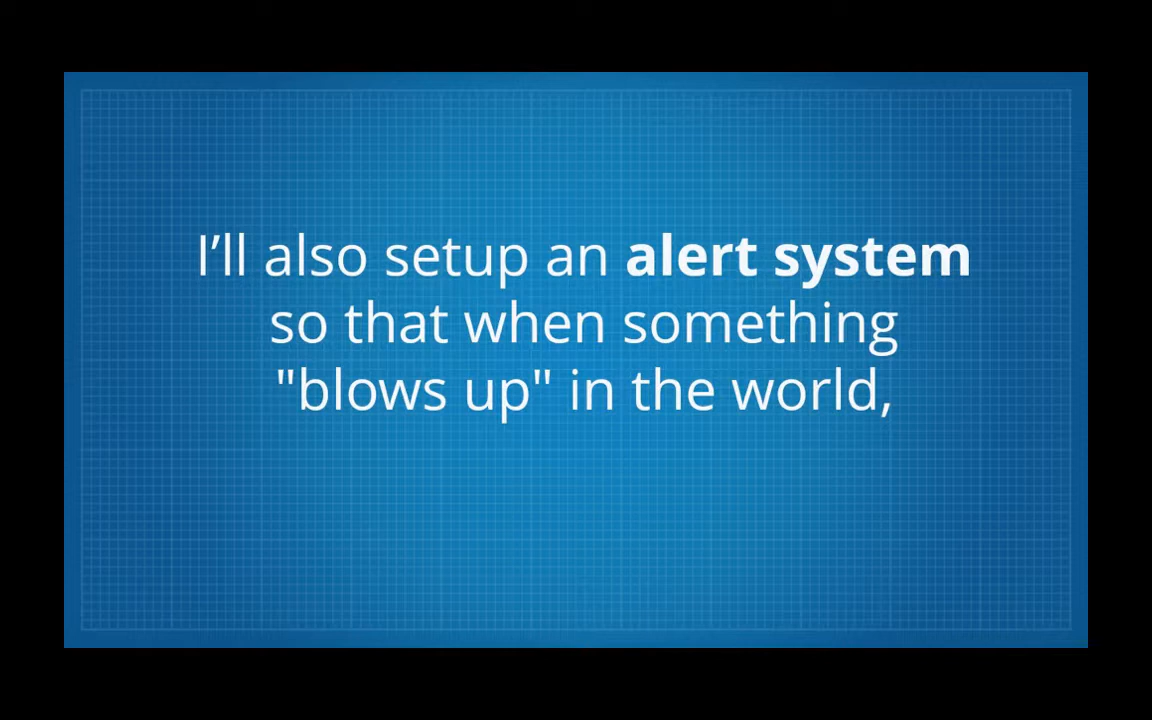 I’ll also setup an alert system
so that when something
"blows up" in the world,